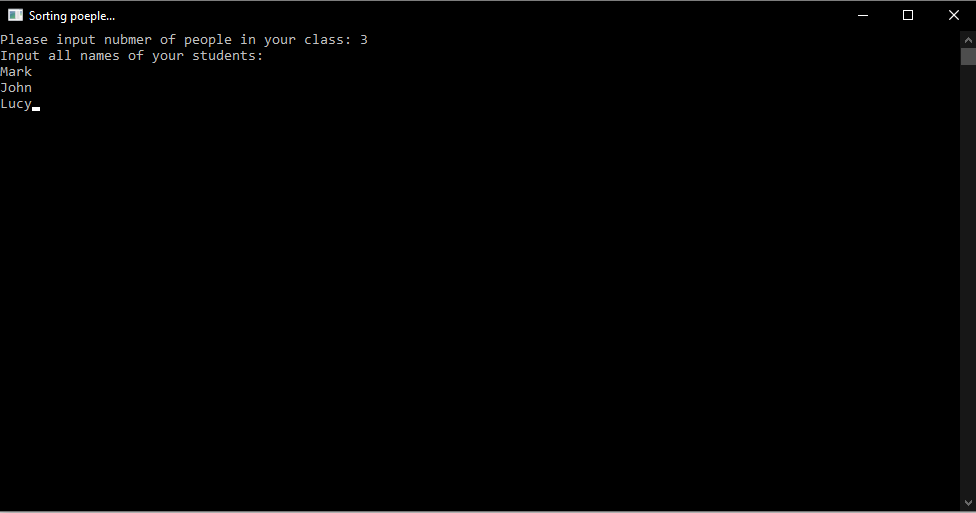 Sorting poeple...
Please input nubmer of people in your class: 3
Input all names of your students:
Mark
John
Lucy